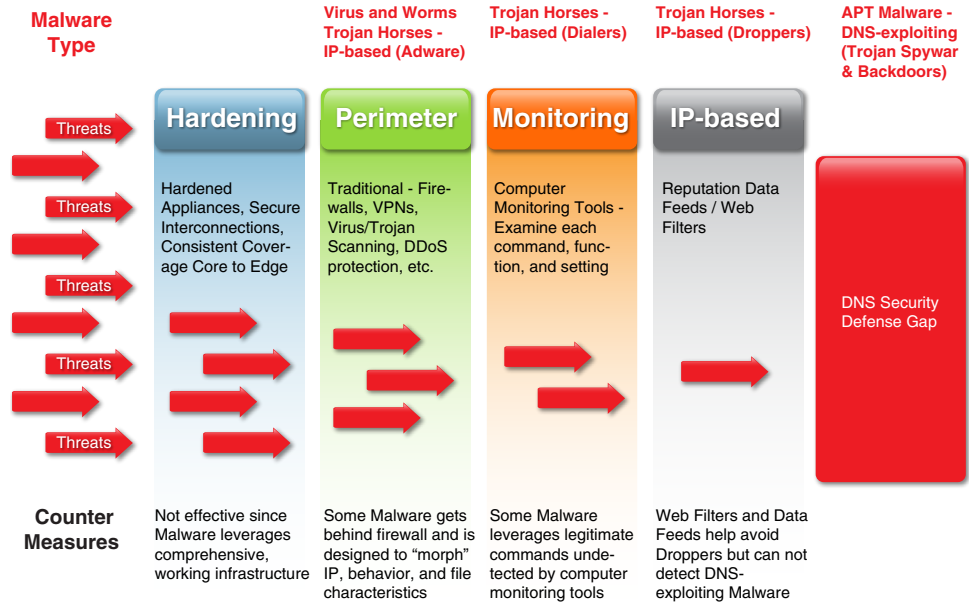 Malware
Type
Virus and Worms
Trojan Horses -
IP-based (Adware)
Trojan Horses -
IP-based (Dialers)
Trojan Horses -
IP-based (Droppers)
APT Malware -
DNS-exploiting
(Trojan Spywar
& Backdoors)
Threats
Threats
Threats
Threats
Threats
Hardening
Hardened
Appliances, Secure
Interconnections,
Consistent Cover-
age Core to Edge
Perimeter
Traditional - Fire-
walls, VPNs,
Virus/Trojan
Scanning, DDoS
protection, etc.
Monitoring
Computer
Monitoring Tools -
Examine each
command, func-
tion, and setting
IP-based
Reputation Data
Feeds / Web
Filters
DNS Security
Defense Gap
Counter
Measures
Not effective since
Malware leverages
comprehensive,
working infrastructure
Some Malware gets
behind firewall and is
designed to “morph”
IP, behavior, and file
characteristics
Some Malware
leverages legitimate
commands unde-
tected by computer
monitoring tools
Web Filters and Data
Feeds help avoid
Droppers but can not
detect DNS-
exploiting Malware